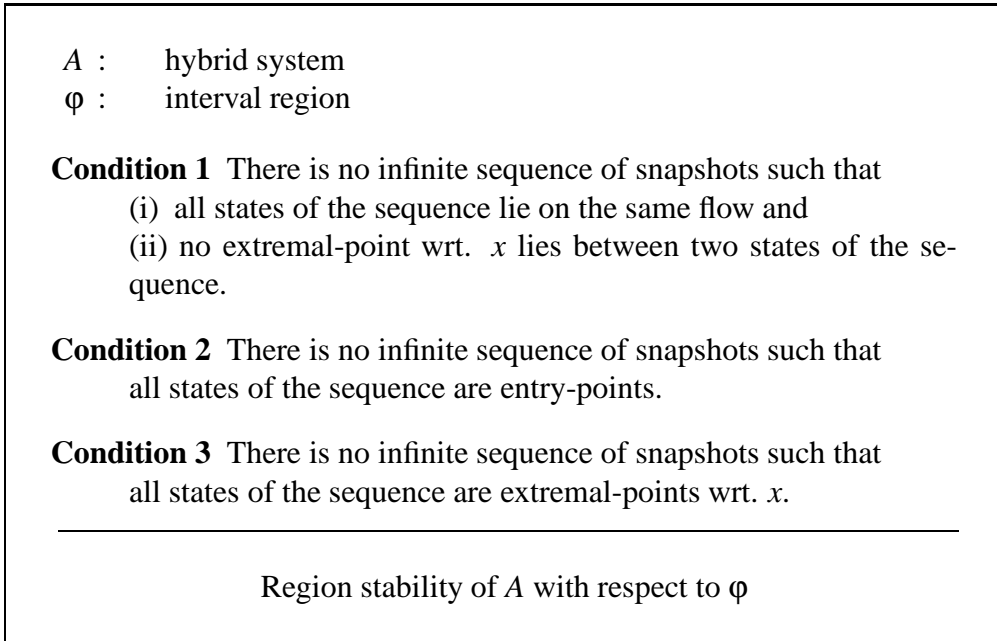 A : hybrid system
φ : interval region
Condition 1 There is no infinite sequence of snapshots such that
(i) all states of the sequence lie on the same flow and
(ii) no extremal-point wrt. x lies between two states of the se-
quence.
Condition 2 There is no infinite sequence of snapshots such that
all states of the sequence are entry-points.
Condition 3 There is no infinite sequence of snapshots such that
all states of the sequence are extremal-points wrt. x.
Region stability of A with respect to φ